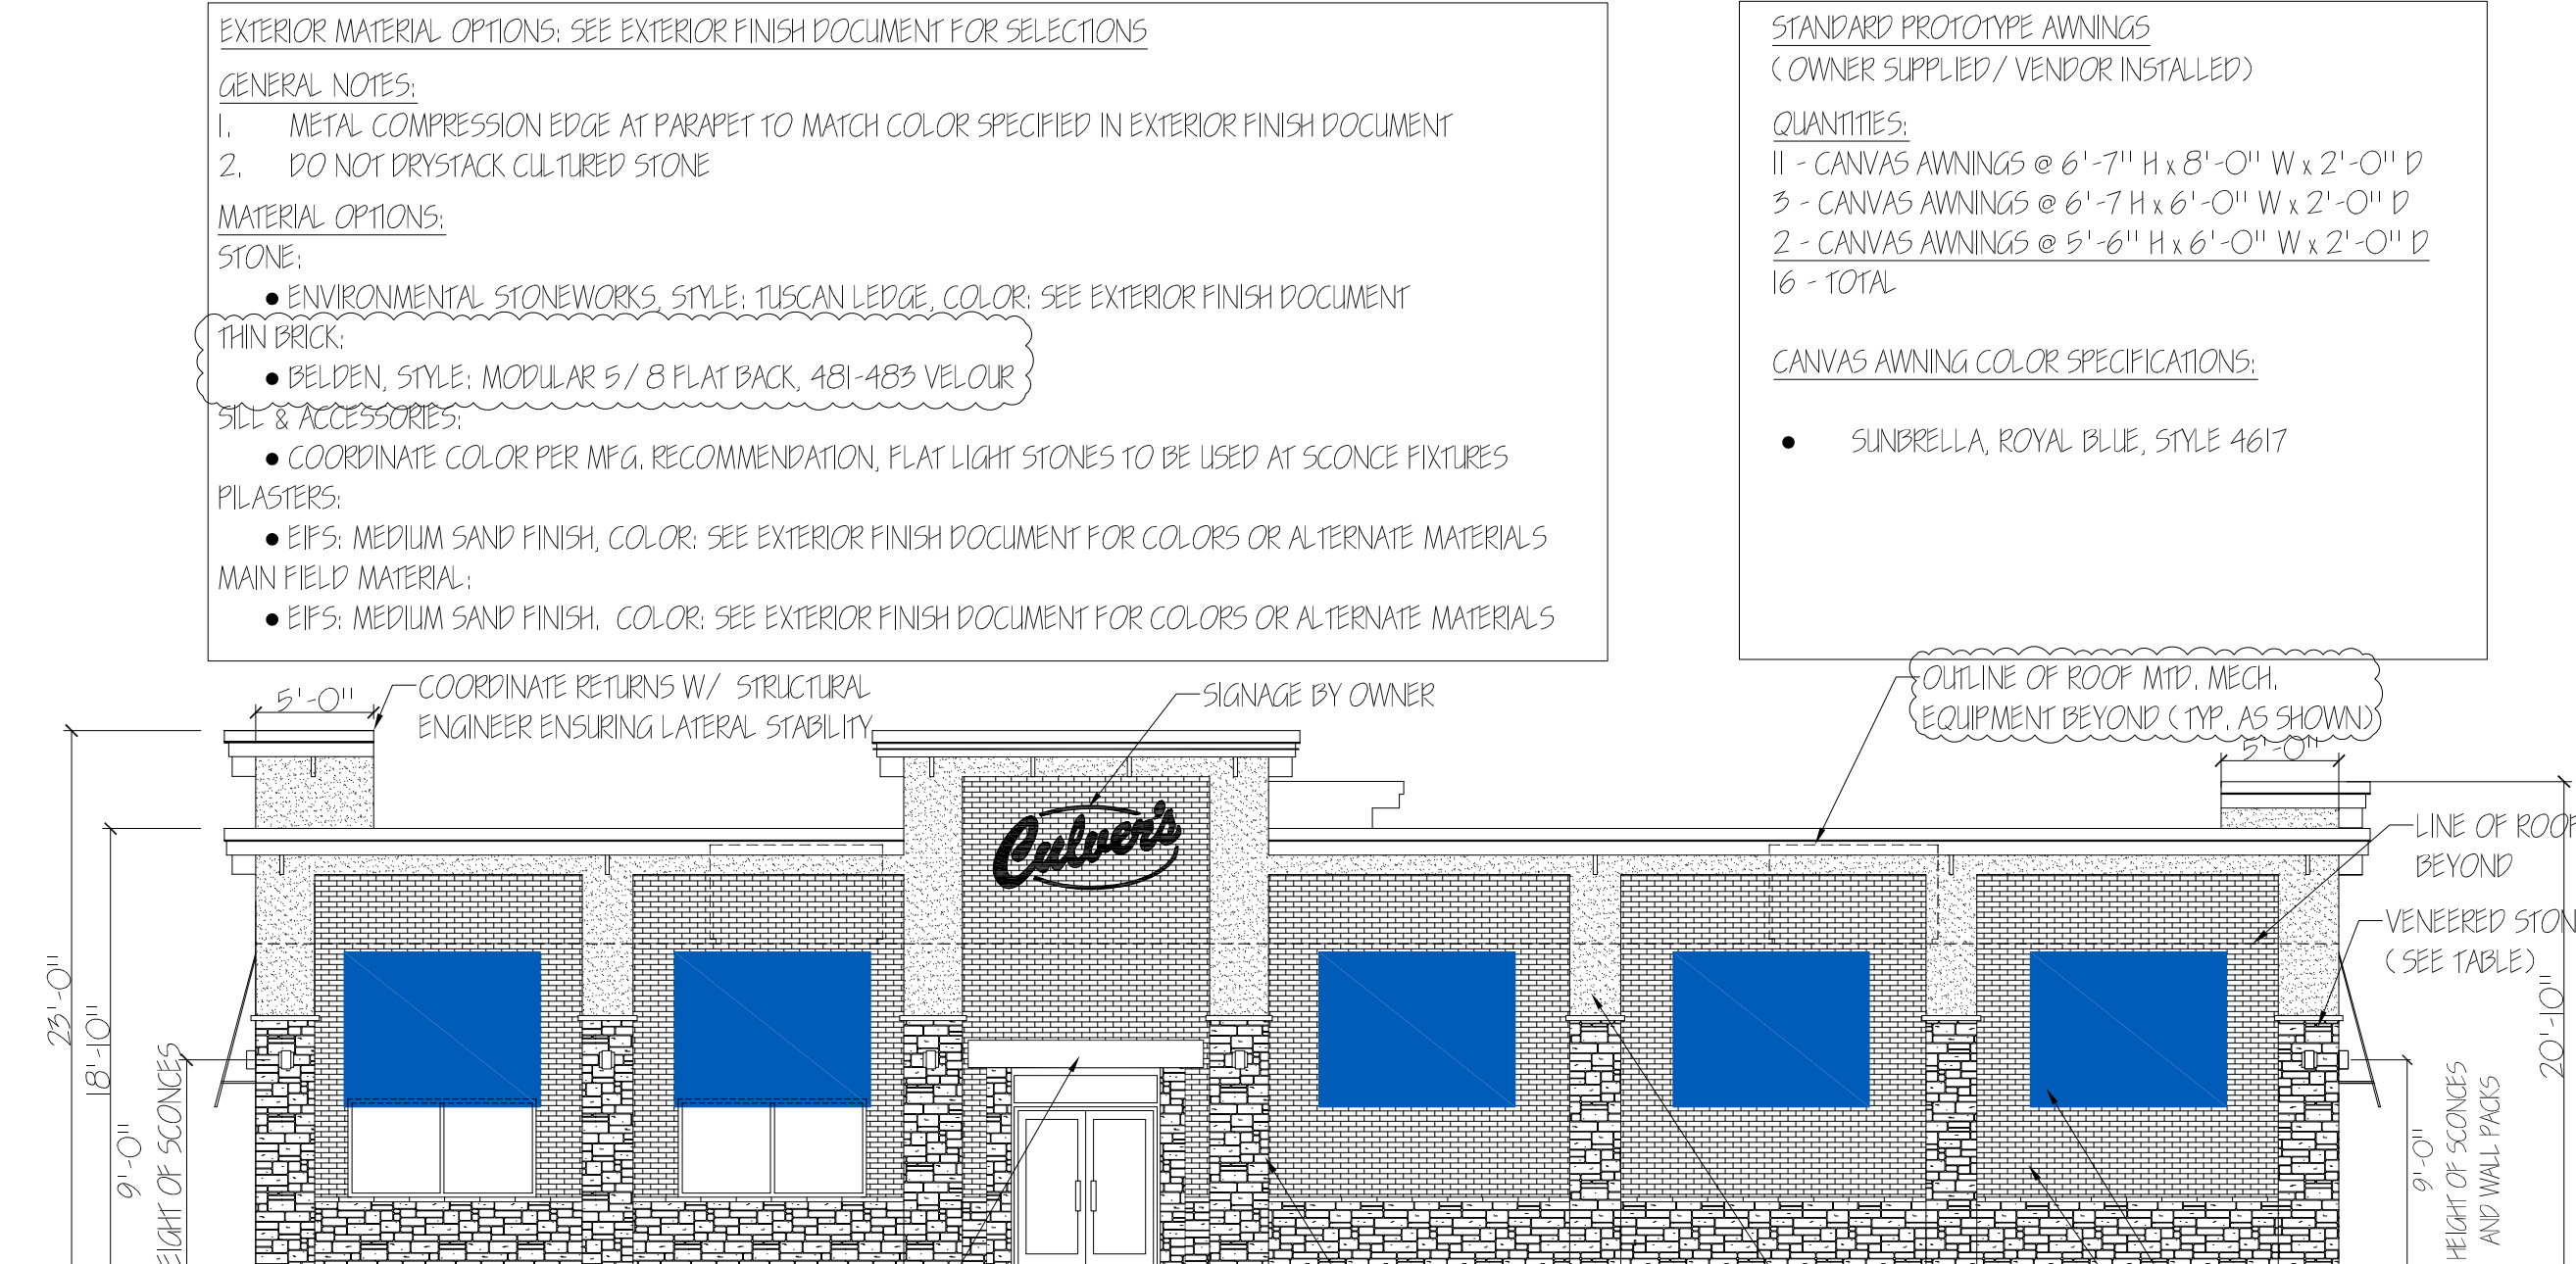 EXTERIOR MATERIAL OPTIONS: SEE EXTERIOR FINISH DOCUMENT FOR SELECTIONS
GENERAL NOTES:
1. METAL COMPRESSION EDGE AT PARAPET TO MATCH COLOR SPECIFIED IN EXTERIOR FINISH DOCUMENT
2. DO NOT DRYSTACK CULTURED STONE
MATERIAL OPTIONS:
STONE:
● ENVIRONMENTAL STONEWORKS, STYLE: TUSCAN LEDGE, COLOR: SEE EXTERIOR FINISH DOCUMENT
THIN BRICK:
● BELDEN, STYLE: MODULAR 5/8 FLAT BACK, 481-483 VELOUR
SILL & ACCESSORIES:
● COORDINATE COLOR PER MFG. RECOMMENDATION, FLAT LIGHT STONES TO BE USED AT SCONCE FIXTURES
PILASTERS:
● EIFS: MEDIUM SAND FINISH, COLOR: SEE EXTERIOR FINISH DOCUMENT FOR COLORS OR ALTERNATE MATERIALS
MAIN FIELD MATERIAL:
● EIFS: MEDIUM SAND FINISH. COLOR: SEE EXTERIOR FINISH DOCUMENT FOR COLORS OR ALTERNATE MATERIALS
STANDARD PROTOTYPE AWNINGS
(OWNER SUPPLIED/VENDOR INSTALLED)
QUANTITIES:
11 - CANVAS AWNINGS @ 6'-7" H x 8'-0" W x 2'-0" D
3 - CANVAS AWNINGS @ 6'-7 H x 6'-0" W x 2'-0" D
2 - CANVAS AWNINGS @ 5'-6" H x 6'-0" W x 2'-0" D
16 - TOTAL
CANVAS AWNING COLOR SPECIFICATIONS:
● SUNBRELLA, ROYAL BLUE, STYLE 4617
5'-0"
COORDINATE RETURNS W/ STRUCTURAL
ENGINEER ENSURING LATERAL STABILITY
SIGNAGE BY OWNER
OUTLINE OF ROOF MTD. MECH.
EQUIPMENT BEYOND (TYP. AS SHOWN)
5'-0"
Culver's
LINE OF ROOF
BEYOND
VENEERED STON
(SEE TABLE)
23'-0"
18'-10"
9'-0"
EIGHT OF SCONCES
9'-0"
HEIGHT OF SCONCES
AND WALL PACKS
20'-10"